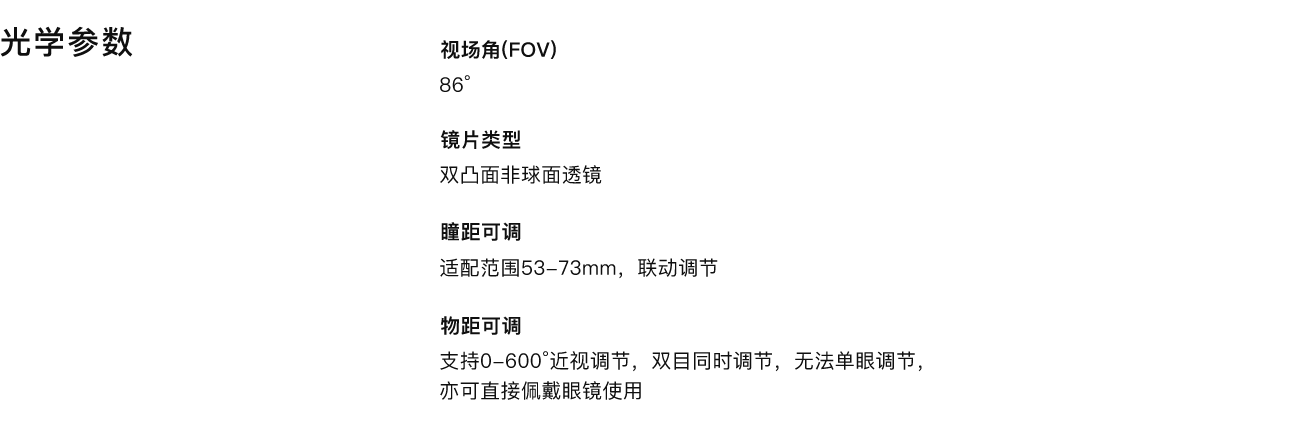 光学参数
视场角(FOV)
86°
镜片类型
双凸面非球面透镜
瞳距可调
适配范围53–73mm，联动调节
物距可调
支持0–600°近视调节，双目同时调节，无法单眼调节，
亦可直接佩戴眼镜使用